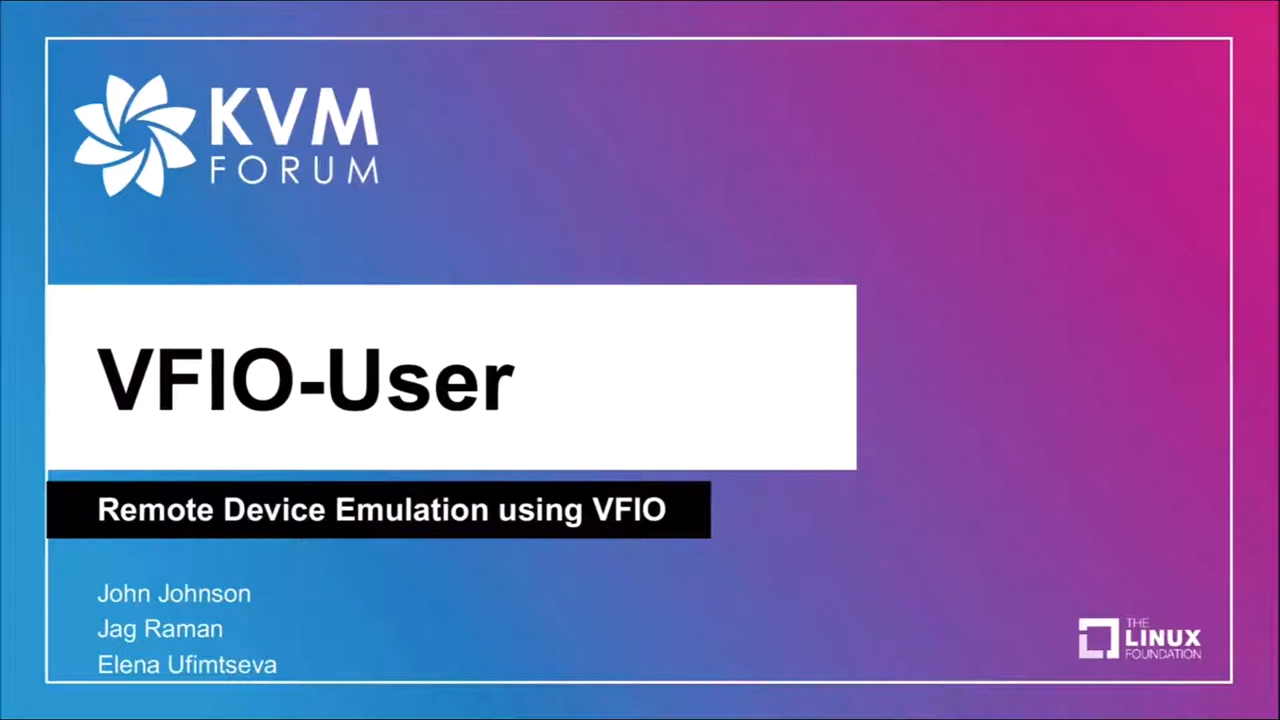 KVM
FORUM
VFIO-User
Remote Device Emulation using VFIO
John Johnson
Jag Raman
Elena Ufimtseva
THE
LINUX
FOUNDATION